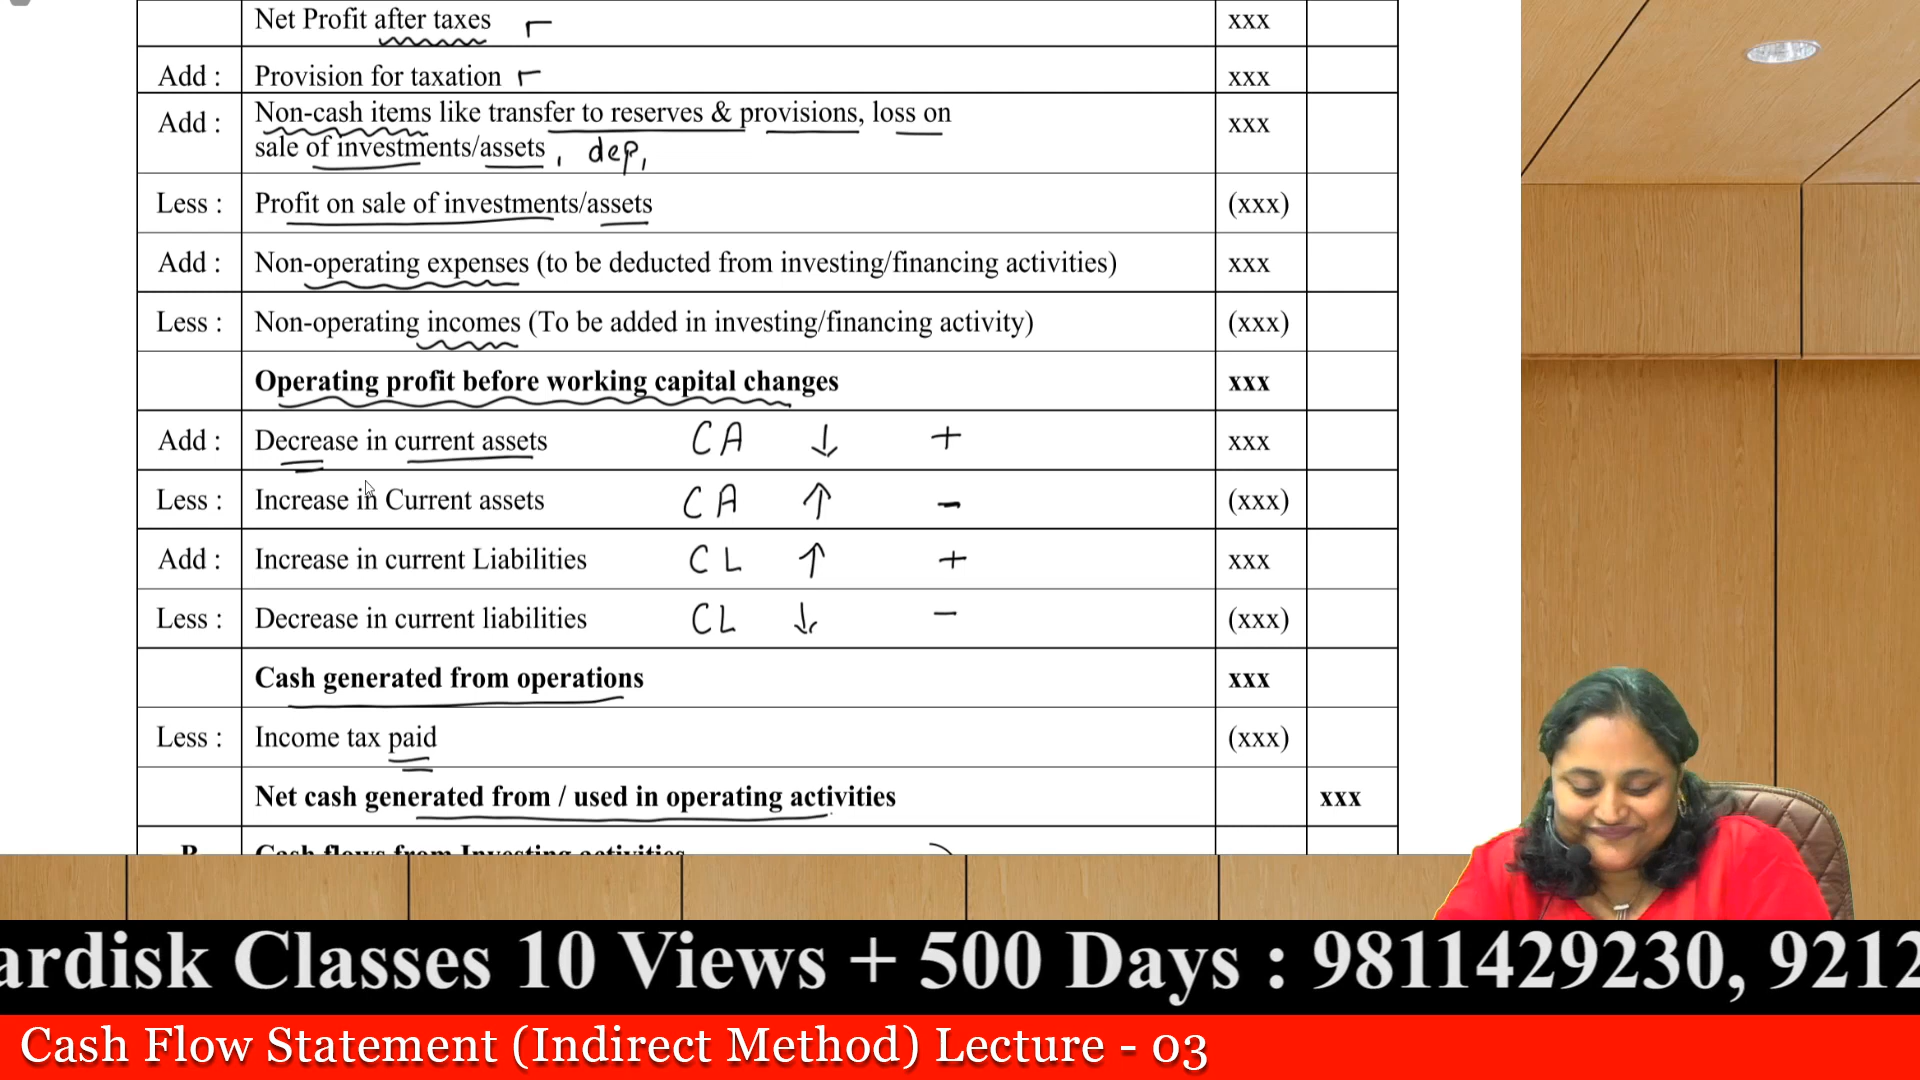 Net Profit after taxes xxx
Add : Provision for taxation xxx
Add : Non-cash items like transfer to reserves & provisions, loss on xxx
sale of investments/assets, dep,
Less : Profit on sale of investments/assets (xxx)
Add : Non-operating expenses (to be deducted from investing/financing activities) xxx
Less : Non-operating incomes (To be added in investing/financing activity) (xxx)
Operating profit before working capital changes xxx
Add : Decrease in current assets CA ↓ + xxx
Less : Increase in Current assets CA ↑ - (xxx)
Add : Increase in current Liabilities CL ↑ + xxx
Less : Decrease in current liabilities CL ↓ - (xxx)
Cash generated from operations xxx
Less : Income tax paid (xxx)
Net cash generated from / used in operating activities xxx
B Cash flows from Investing activities
ardisk Classes 10 Views + 500 Days : 9811429230, 9212
Cash Flow Statement (Indirect Method) Lecture - 03